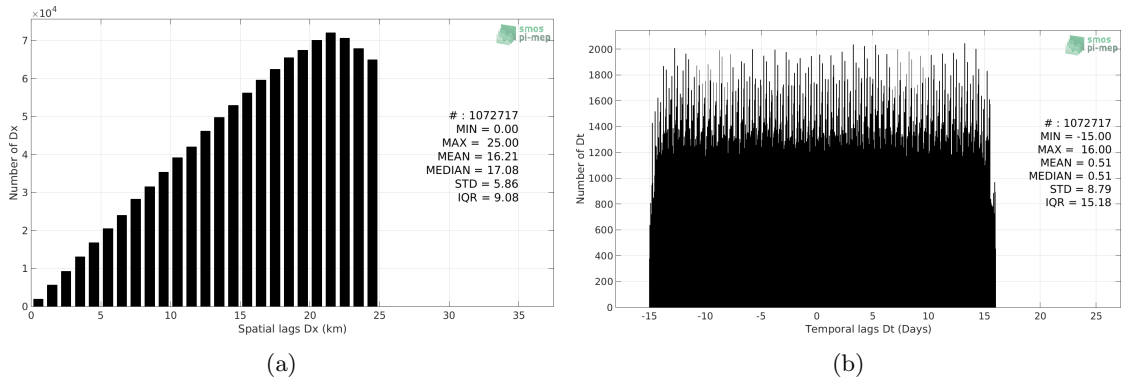 ×10⁴
7
6
5
4
3
2
1
0
Number of Dx
0 5 10 15 20 25 30 35
Spatial lags Dx (km)
smos
pi-mep
# : 1072717
MIN = 0.00
MAX = 25.00
MEAN = 16.21
MEDIAN = 17.08
STD = 5.86
IQR = 9.08
(a)
2000
1800
1600
1400
1200
1000
800
600
400
200
0
Number of Dt
-15 -10 -5 0 5 10 15 20 25
Temporal lags Dt (Days)
smos
pi-mep
# : 1072717
MIN = -15.00
MAX = 16.00
MEAN = 0.51
MEDIAN = 0.51
STD = 8.79
IQR = 15.18
(b)